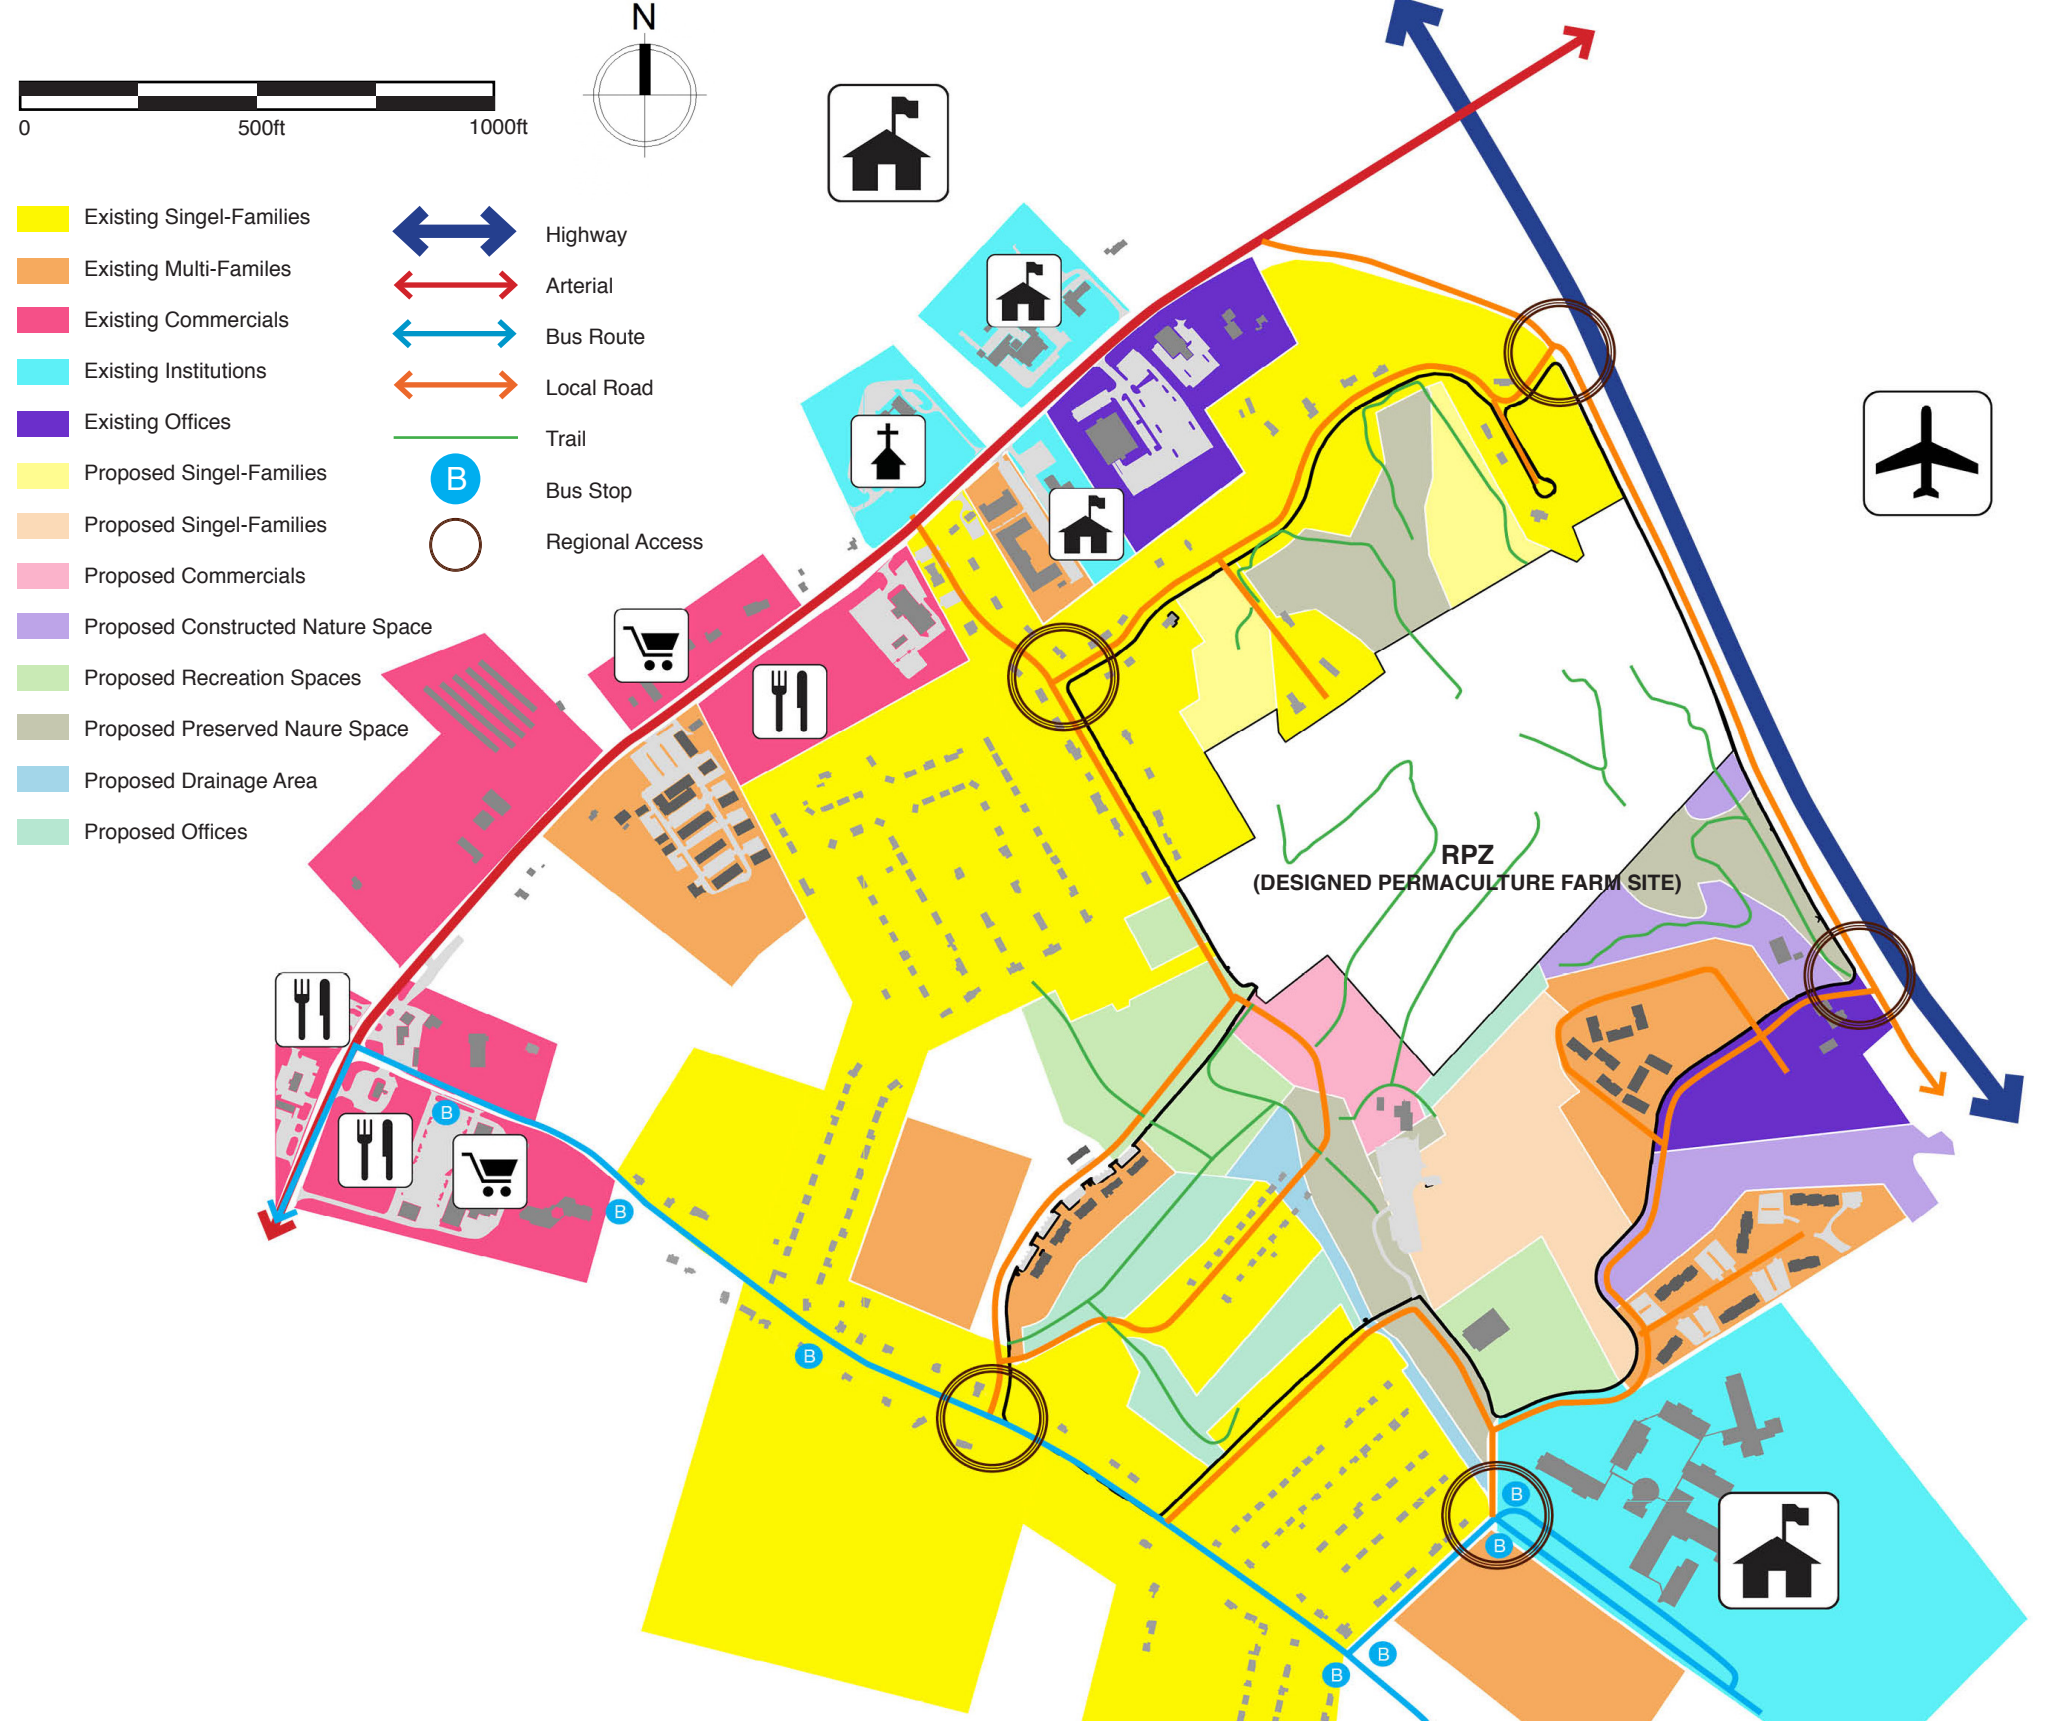 N
0 500ft 1000ft
Existing Singel-Families
Existing Multi-Familes
Existing Commercials
Existing Institutions
Existing Offices
Proposed Singel-Families
Proposed Singel-Families
Proposed Commercials
Proposed Constructed Nature Space
Proposed Recreation Spaces
Proposed Preserved Naure Space
Proposed Drainage Area
Proposed Offices
Highway
Arterial
Bus Route
Local Road
Trail
B
Bus Stop
Regional Access
RPZ
(DESIGNED PERMACULTURE FARM SITE)
B
B
B
B
B
B
B